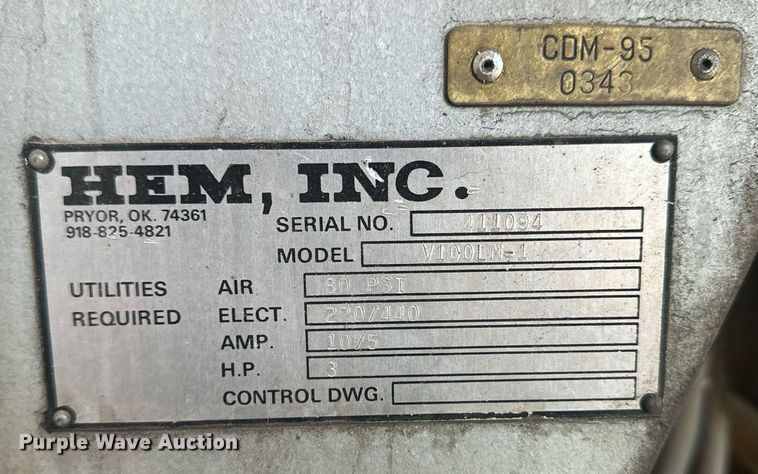 CDM-95
0343
HEM, INC.
PRYOR, OK. 74361
918-825-4821
SERIAL NO. 411094
MODEL V100LM-1
UTILITIES REQUIRED
AIR 80 PSI
ELECT. 220/440
AMP. 10/5
H.P. 3
CONTROL DWG.
Purple Wave Auction